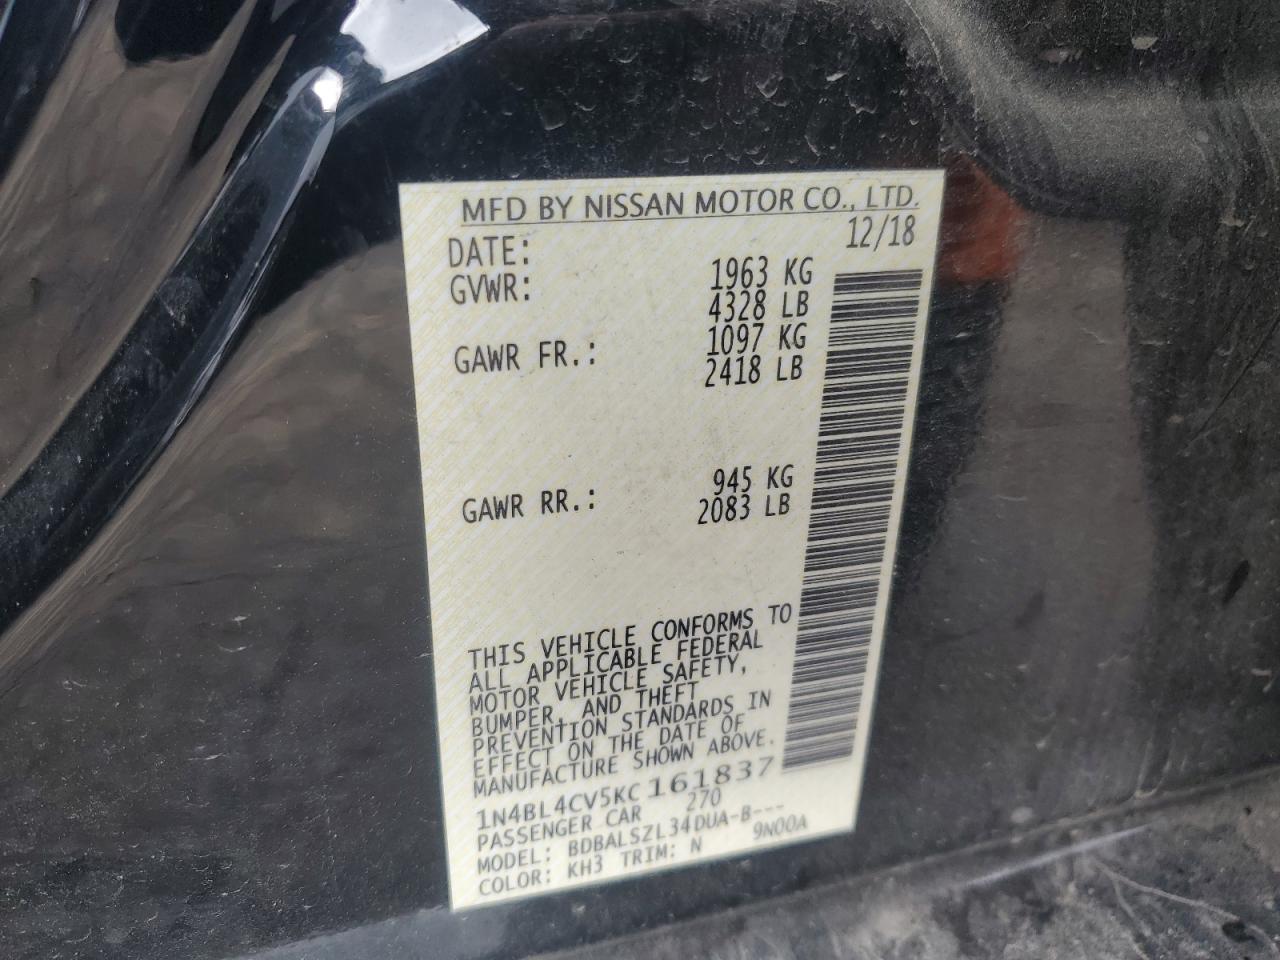 MFD BY NISSAN MOTOR CO., LTD.
DATE: 12/18
GVWR: 1963 KG
4328 LB
GAWR FR.: 1097 KG
2418 LB
GAWR RR.: 945 KG
2083 LB
THIS VEHICLE CONFORMS TO
ALL APPLICABLE FEDERAL
MOTOR VEHICLE SAFETY,
BUMPER, AND THEFT
PREVENTION STANDARDS IN
EFFECT ON THE DATE OF
MANUFACTURE SHOWN ABOVE.
1N4BL4CV5KC161837
PASSENGER CAR 270
MODEL: BDBALSZL34DUA-B---
COLOR: KH3 TRIM: N 9N00A